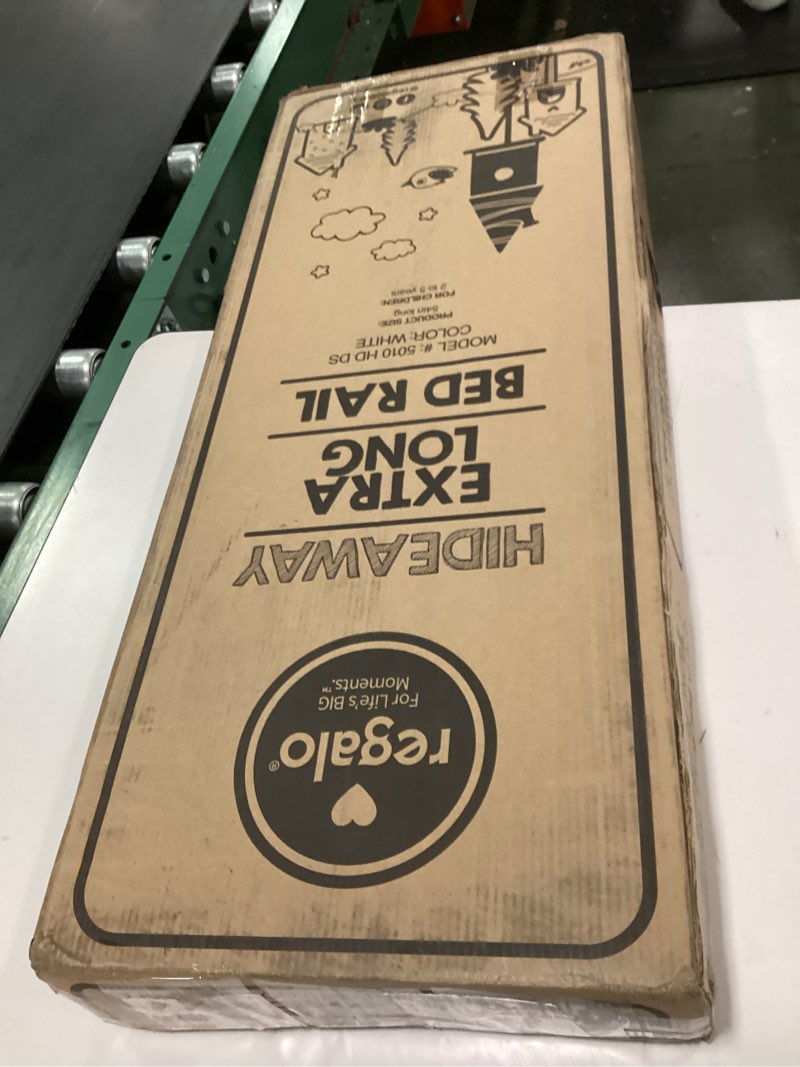 regalo®
For Life's BIG
Moments.™
HIDEAWAY
EXTRA
LONG
BED RAIL
MODEL #: 5010 HD DS
COLOR: WHITE
PRODUCT SIZE:
54in long
FOR CHILDREN:
2 to 5 years